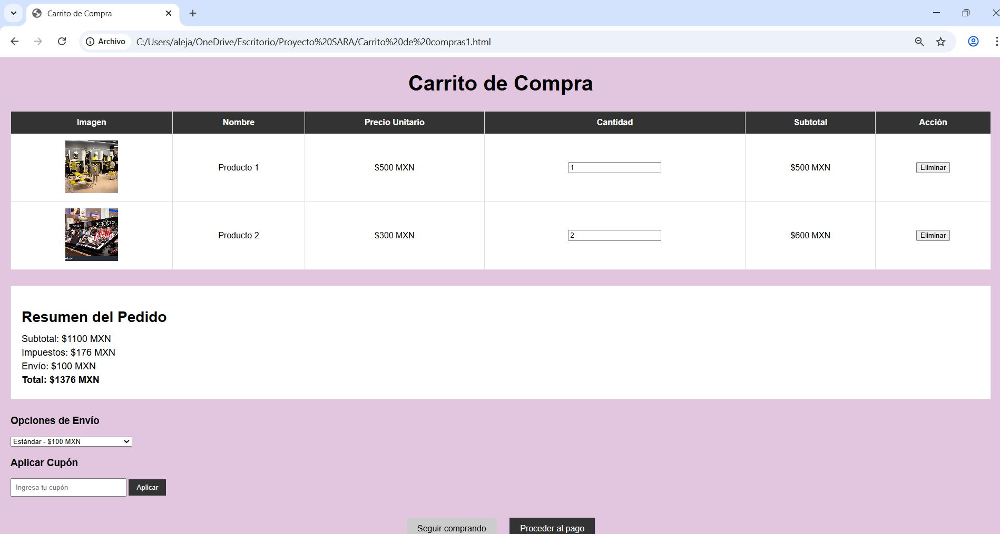 Carrito de Compra
Archivo C:/Users/aleja/OneDrive/Escritorio/Proyecto%20SARA/Carrito%20de%20compras1.html
Carrito de Compra
Imagen Nombre Precio Unitario Cantidad Subtotal Acción
Producto 1 $500 MXN 1 $500 MXN Eliminar
Producto 2 $300 MXN 2 $600 MXN Eliminar
Resumen del Pedido
Subtotal: $1100 MXN
Impuestos: $176 MXN
Envío: $100 MXN
Total: $1376 MXN
Opciones de Envío
Estándar - $100 MXN
Aplicar Cupón
Ingresa tu cupón Aplicar
Seguir comprando Proceder al pago